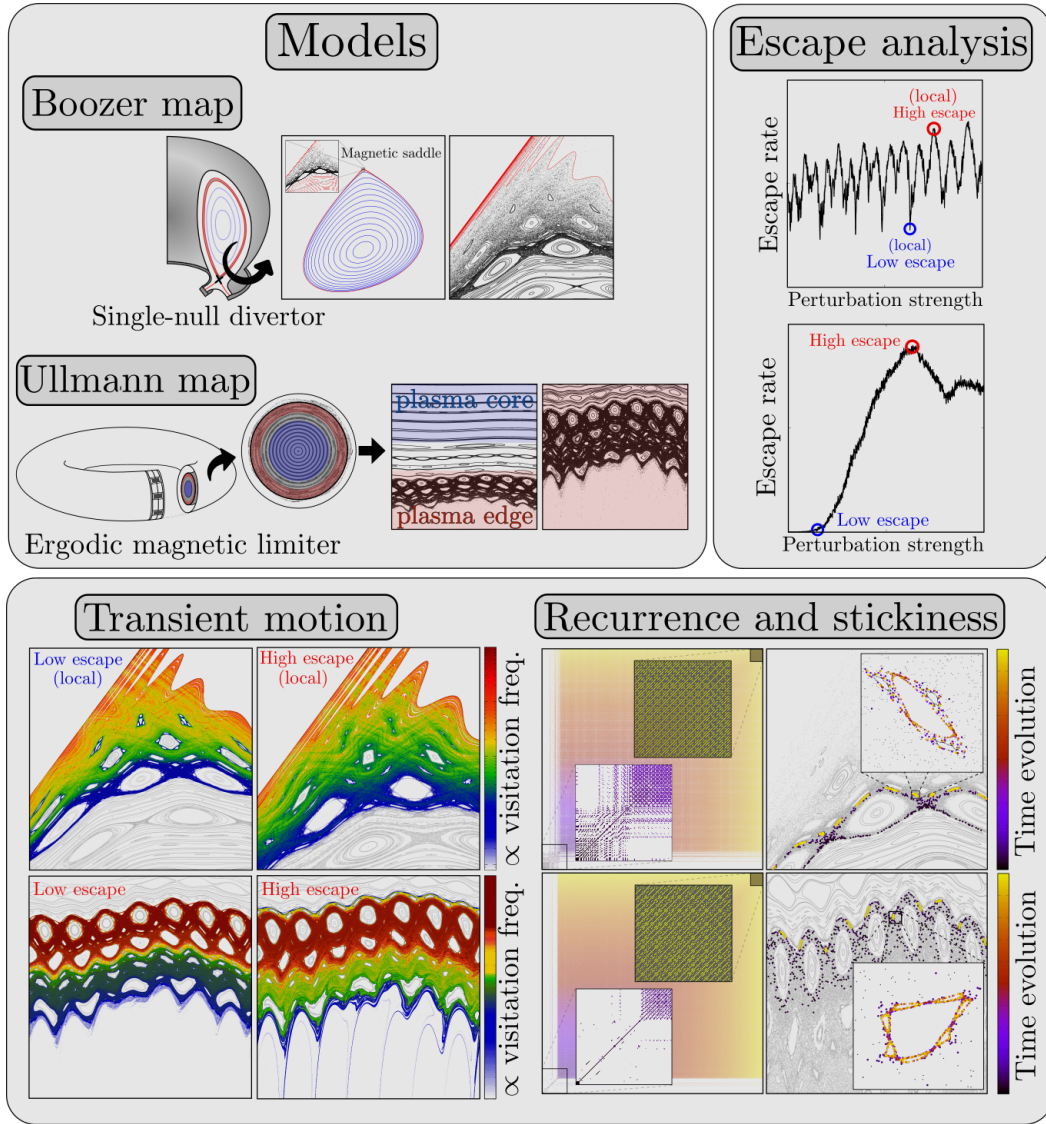 Models
Boozer map
Magnetic saddle
Single-null divertor
Ullmann map
plasma core
plasma edge
Ergodic magnetic limiter
Escape analysis
Escape rate
(local)
High escape
(local)
Low escape
Perturbation strength
Escape rate
High escape
Low escape
Perturbation strength
Transient motion
Low escape
(local)
High escape
(local)
∝ visitation freq.
Low escape
High escape
∝ visitation freq.
Recurrence and stickiness
Time evolution
Time evolution